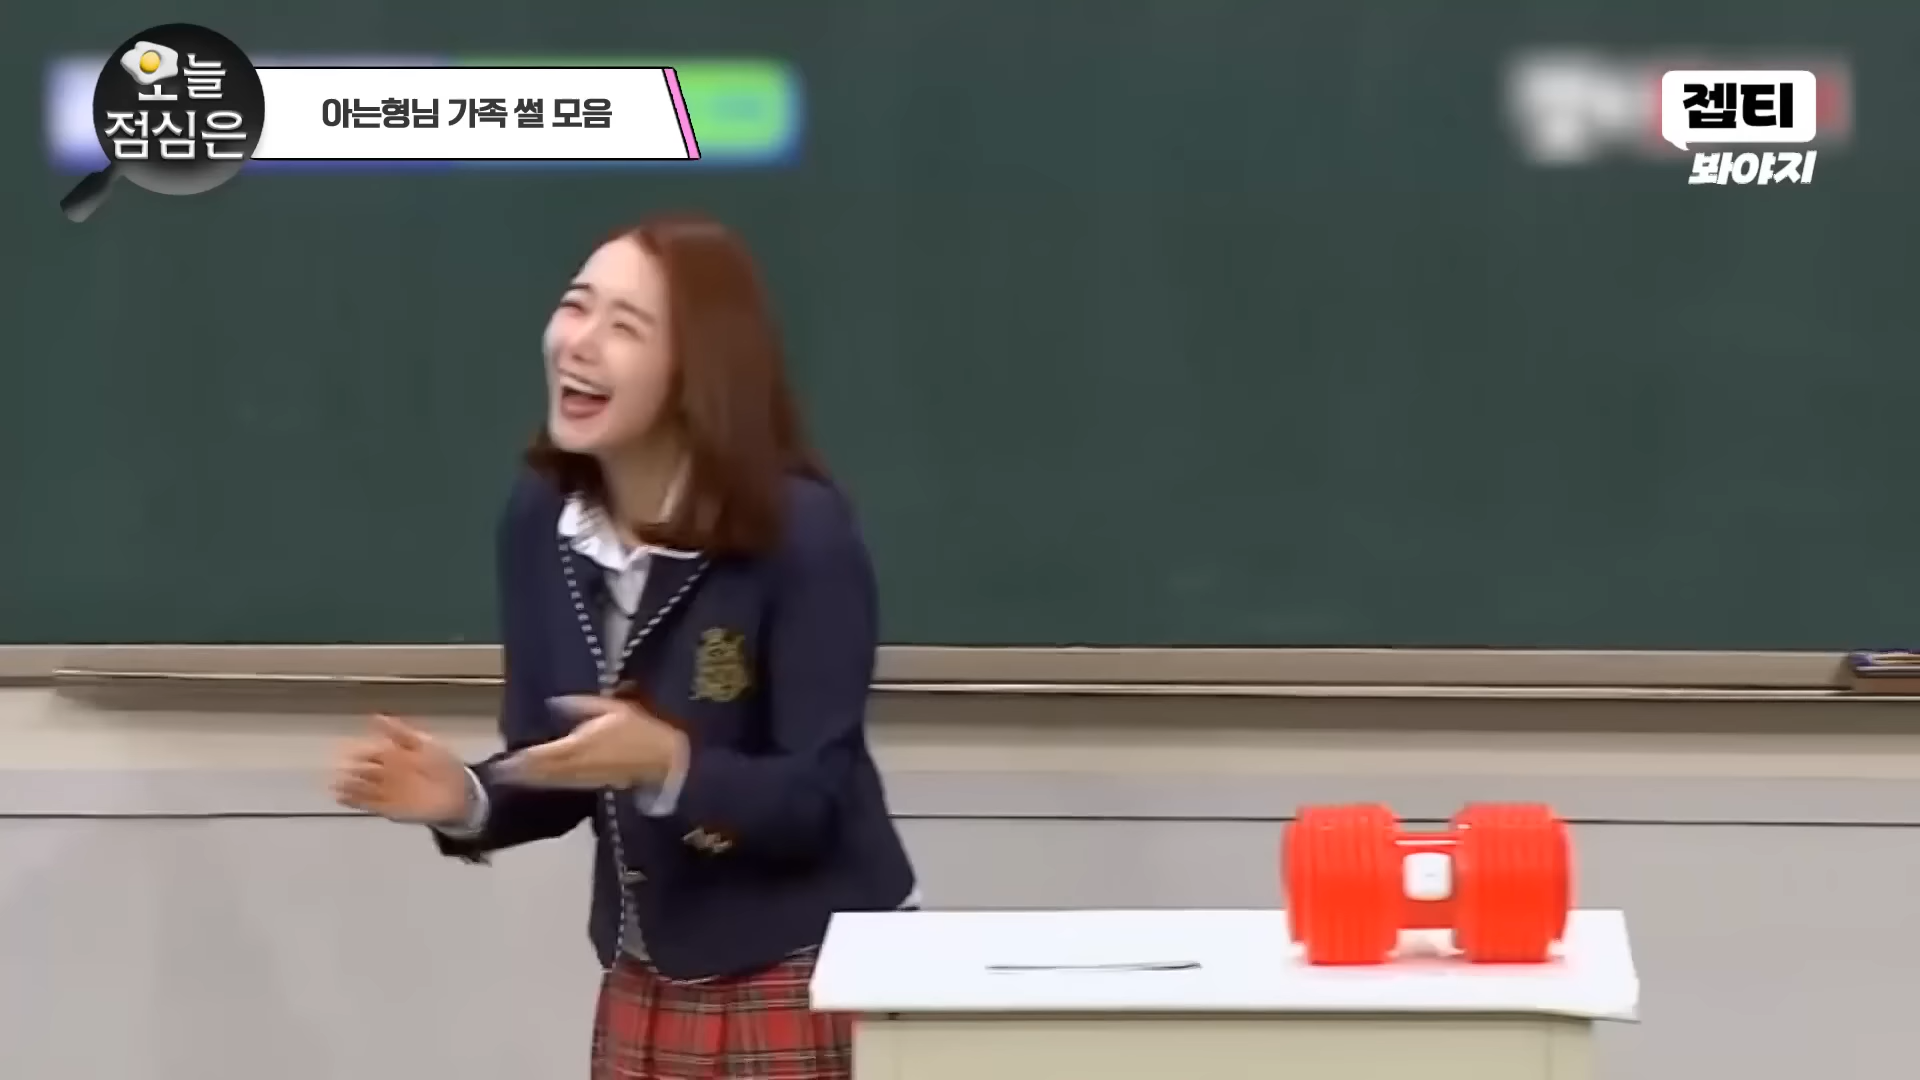 오늘
점심은
아는형님 가족 썰 모음
젭티
봐야지